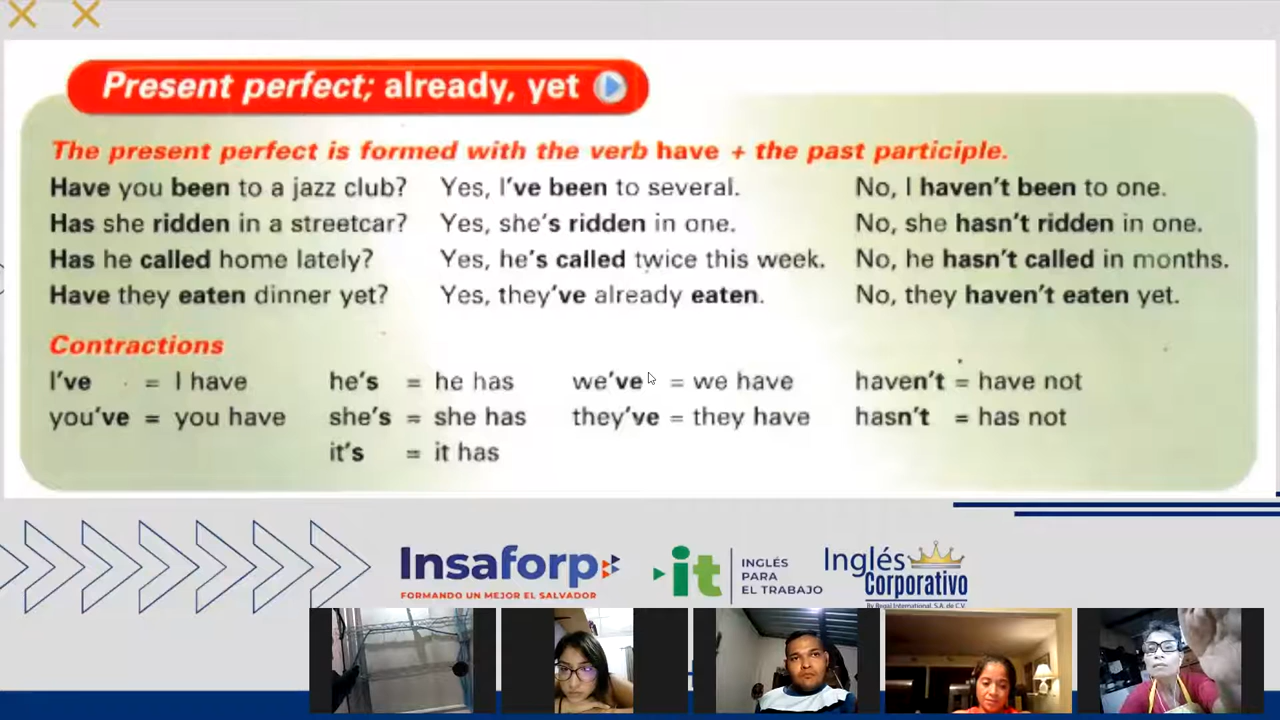 Present perfect; already, yet
The present perfect is formed with the verb have + the past participle.
Have you been to a jazz club? Yes, I've been to several. No, I haven't been to one.
Has she ridden in a streetcar? Yes, she's ridden in one. No, she hasn't ridden in one.
Has he called home lately? Yes, he's called twice this week. No, he hasn't called in months.
Have they eaten dinner yet? Yes, they've already eaten. No, they haven't eaten yet.
Contractions
I've = I have he's = he has we've = we have haven't = have not
you've = you have she's = she has they've = they have hasn't = has not
it's = it has
Insaforp
FORMANDO UN MEJOR EL SALVADOR
it
INGLÉS
PARA
EL TRABAJO
Inglés
Corporativo
By Regal International, S.A. de C.V.